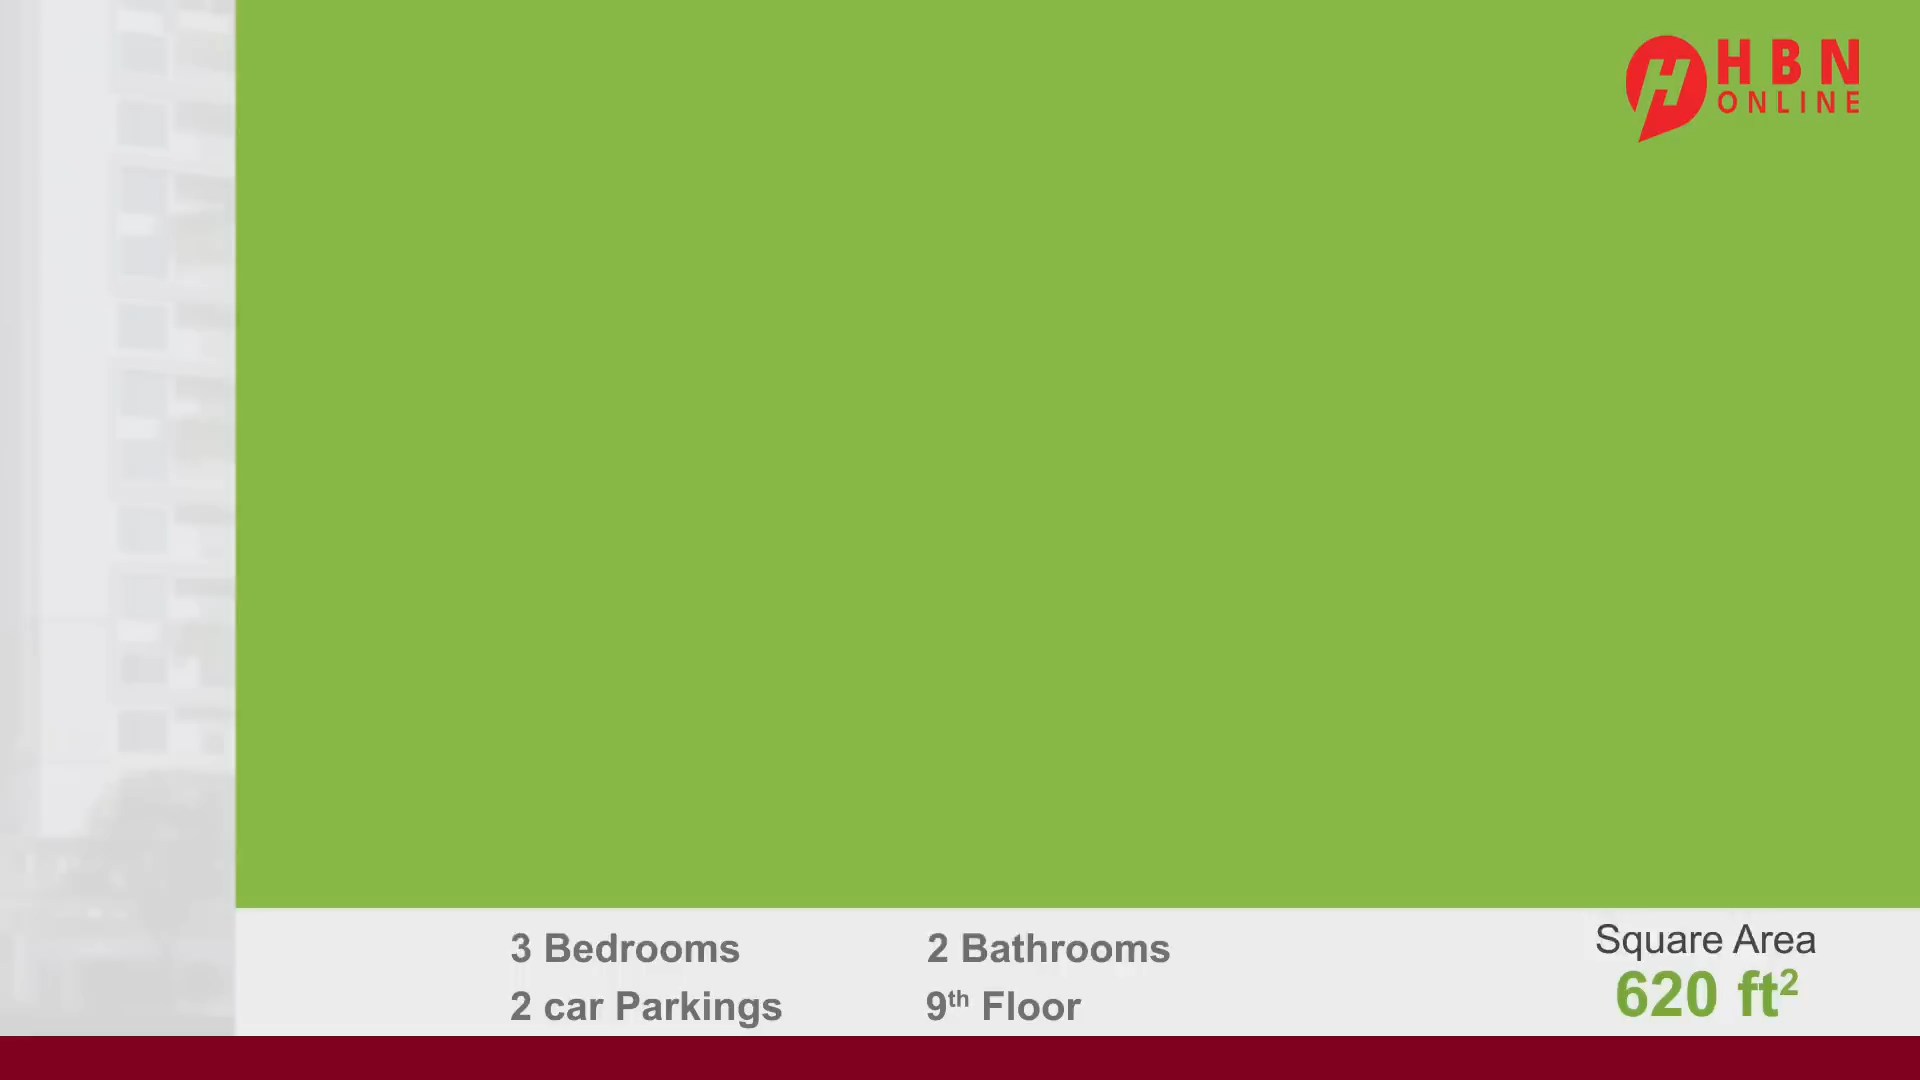 HBN
ONLINE
3 Bedrooms
2 Bathrooms
Square Area
620 ft²
2 car Parkings
9th Floor